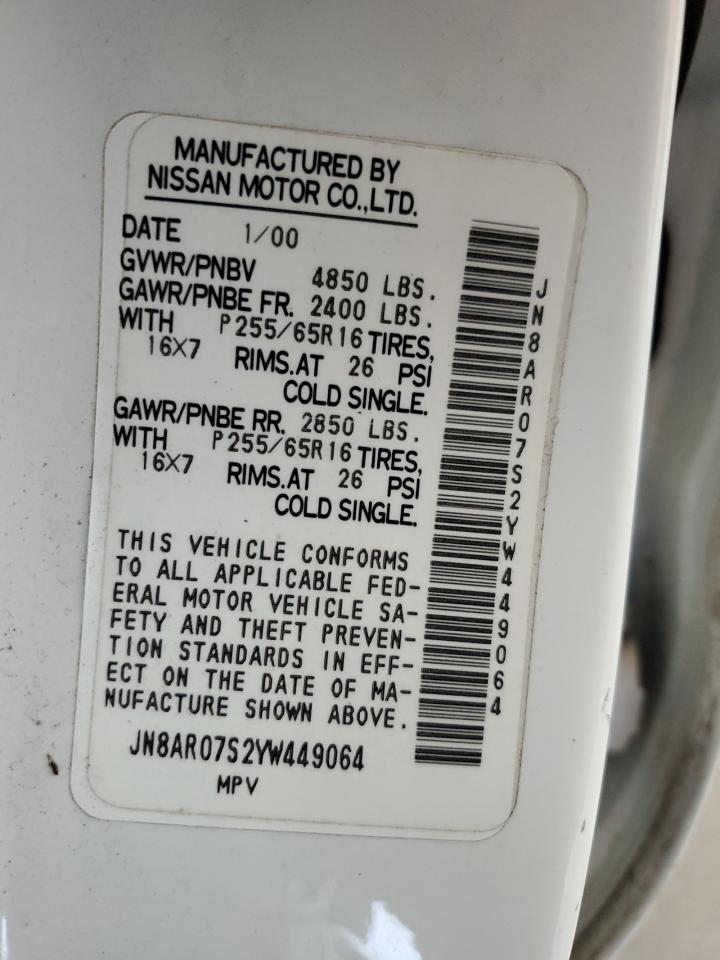 MANUFACTURED BY
NISSAN MOTOR CO.,LTD.
DATE 1/00
GVWR/PNBV 4850 LBS.
GAWR/PNBE FR. 2400 LBS.
WITH P255/65R16 TIRES,
16X7 RIMS.AT 26 PSI
COLD SINGLE.
GAWR/PNBE RR. 2850 LBS.
WITH P255/65R16 TIRES,
16X7 RIMS.AT 26 PSI
COLD SINGLE.
THIS VEHICLE CONFORMS
TO ALL APPLICABLE FED-
ERAL MOTOR VEHICLE SA-
FETY AND THEFT PREVEN-
TION STANDARDS IN EFF-
ECT ON THE DATE OF MA-
NUFACTURE SHOWN ABOVE.
JN8AR07S2YW449064
MPV
JN8AR07S2YW449064